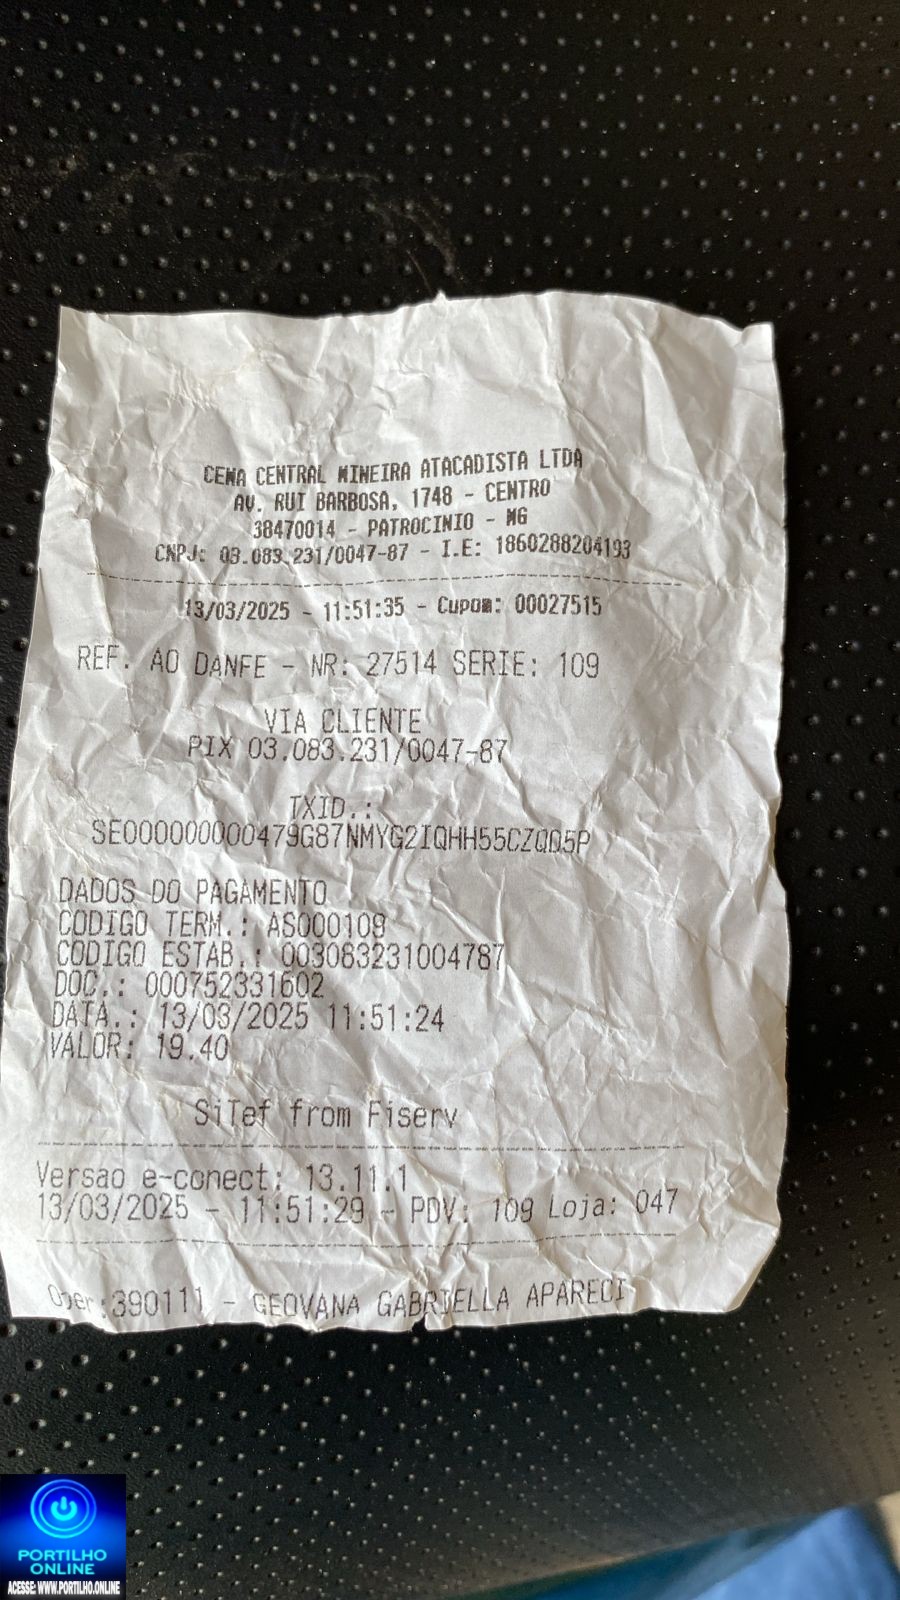 CEMA CENTRAL MINEIRA ATACADISTA LTDA
AV. RUI BARBOSA, 1748 - CENTRO
38470014 - PATROCINIO - MG
CNPJ: 03.083.231/0047-87 - I.E: 1860288204193
13/03/2025 - 11:51:35 - Cupom: 00027515
REF. AO DANFE - NR: 27514 SERIE: 109
VIA CLIENTE
PIX 03.083.231/0047-87
TXID.:
SE000000000479G87NMYG2IQHH55CZQQ5P
DADOS DO PAGAMENTO
CODIGO TERM.: AS000109
CODIGO ESTAB.: 003083231004787
DOC.: 000752331602
DATA.: 13/03/2025 11:51:24
VALOR: 19.40
SiTef from Fiserv
Versao e-conect: 13.11.1
13/03/2025 - 11:51:29 - PDV: 109 Loja: 047
Oper:390111 - GEOVANA GABRIELLA APARECI
PORTILHO
ONLINE
ACESSE: WWW.PORTILHO.ONLINE